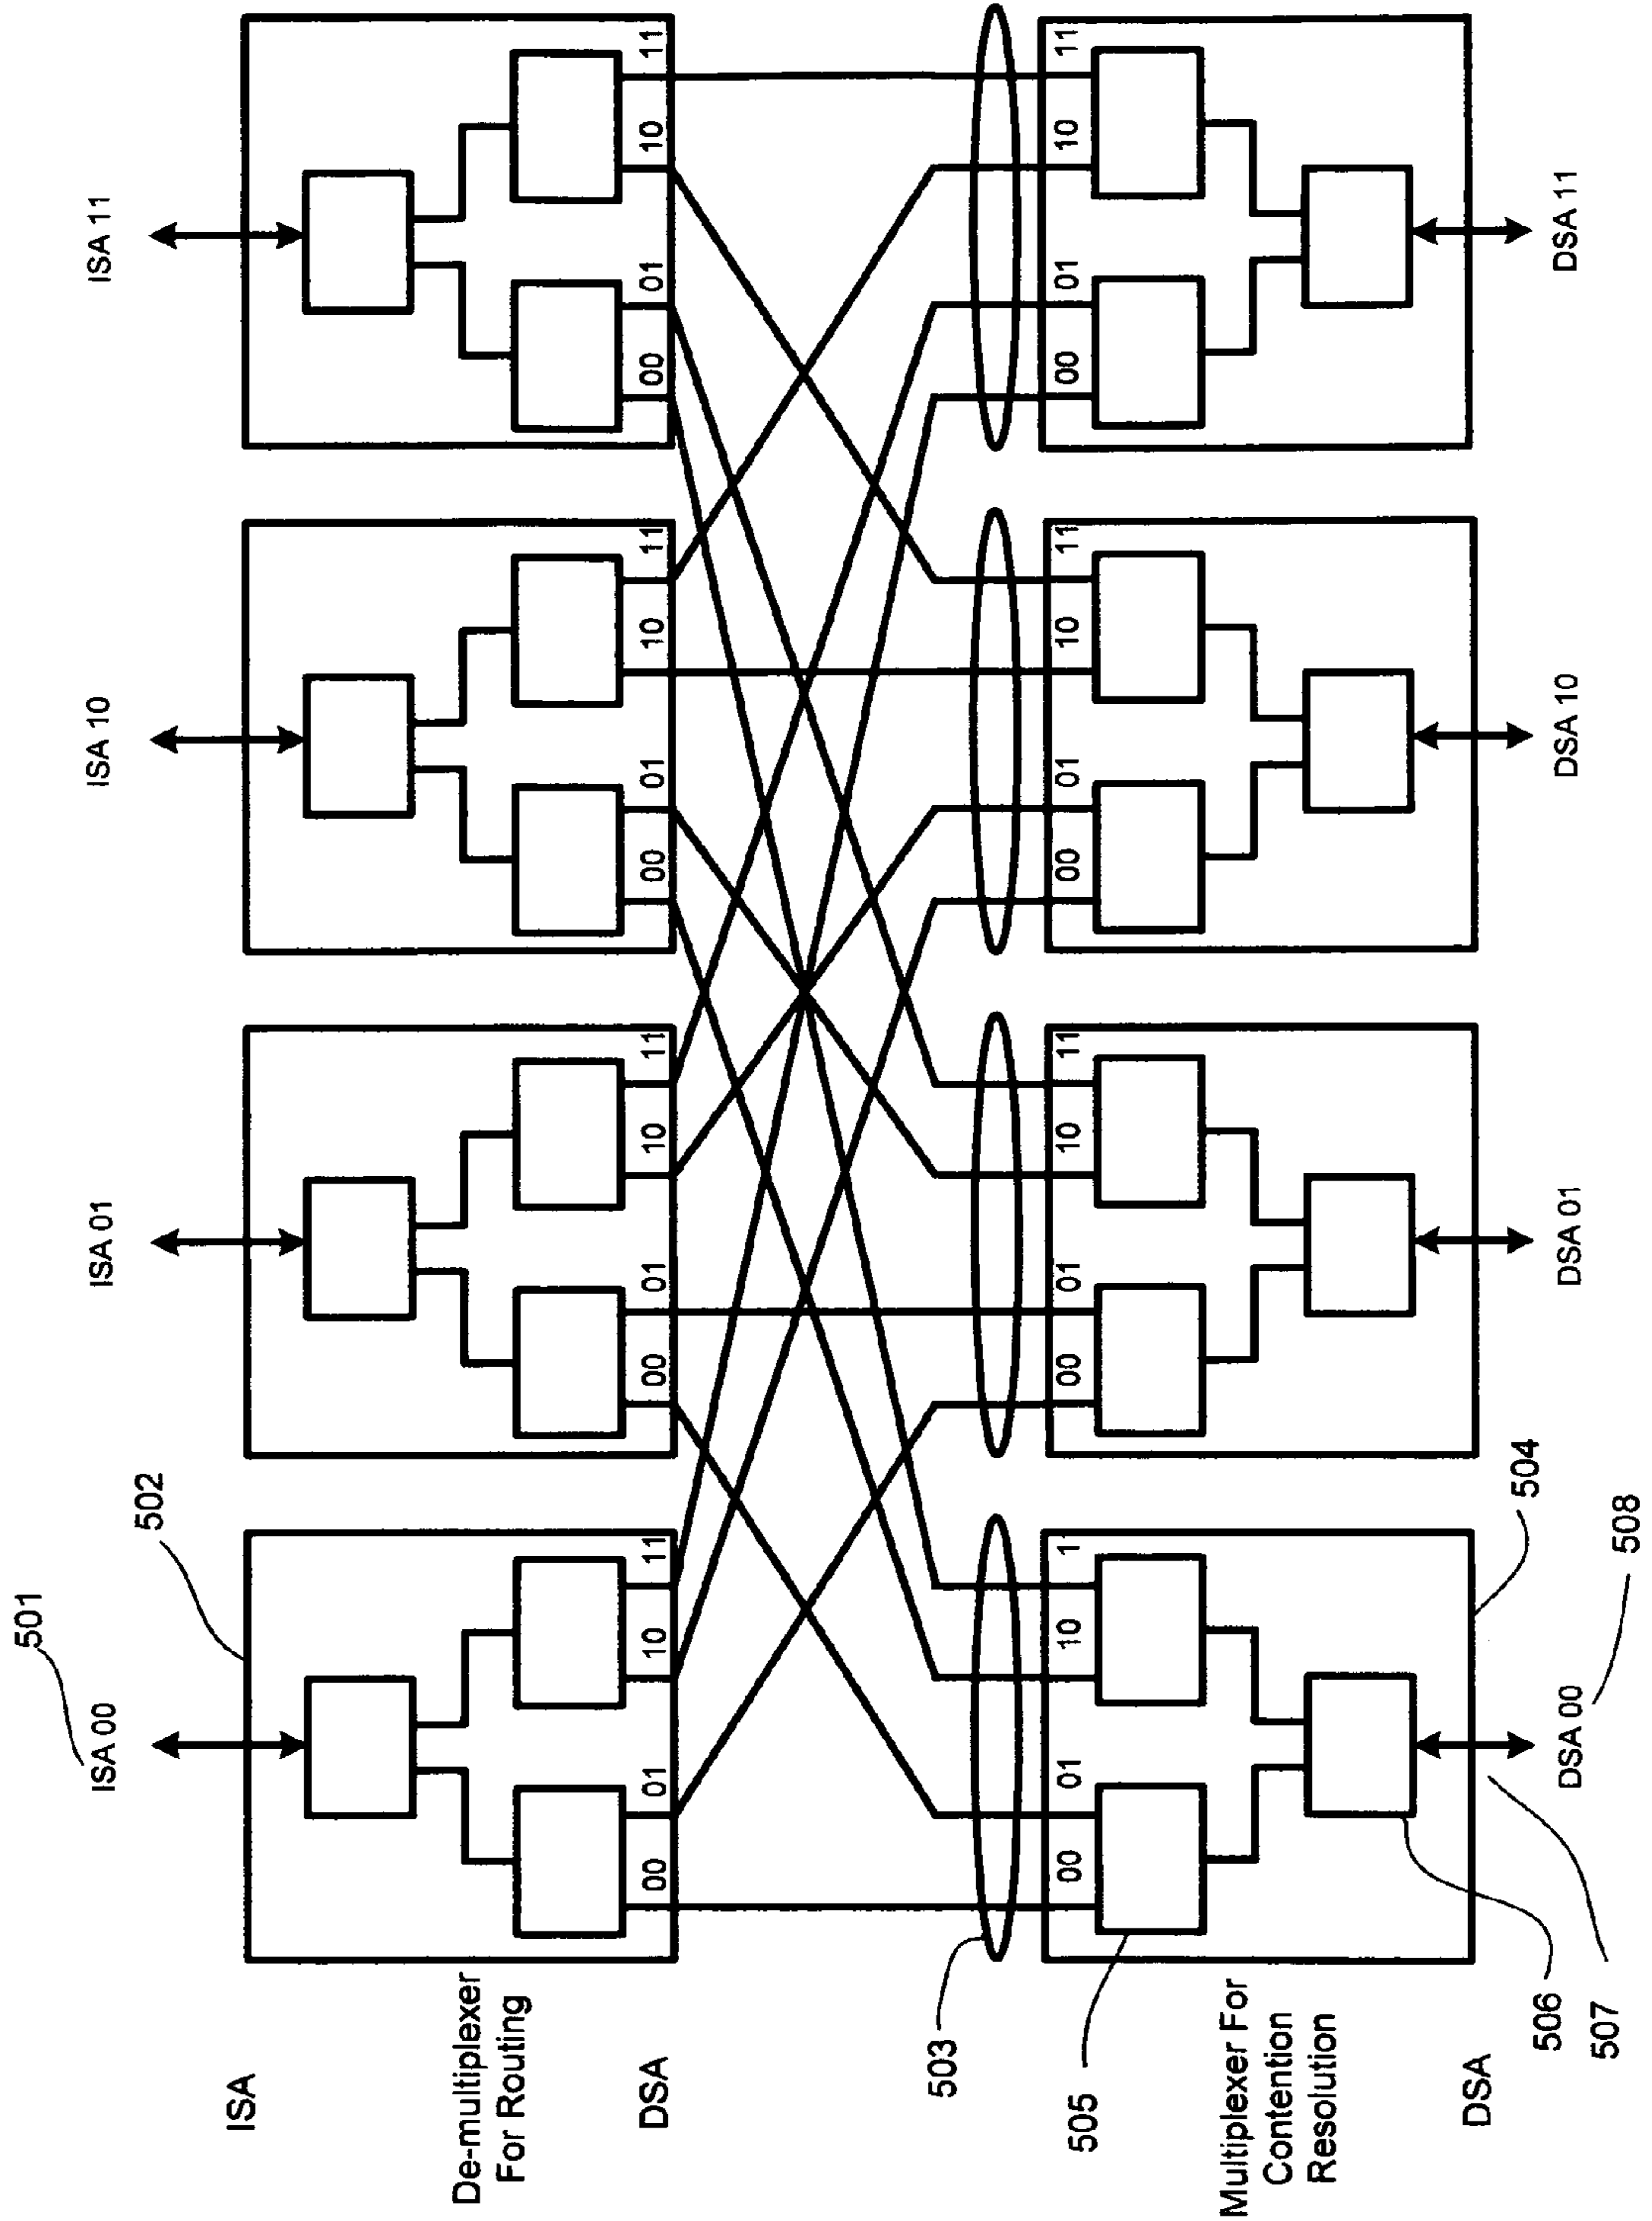 501
ISA 00
ISA 01
ISA 10
ISA 11
502
ISA
De-multiplexer
For Routing
DSA
00 01 10 11
00 01 10 11
00 01 10 11
00 01 10 11
503
00 01 10 1
00 01 10 11
00 01 10 11
00 01 10 11
505
Multiplexer For
Contention
Resolution
DSA
504
506
DSA 00
DSA 01
DSA 10
DSA 11
507
508